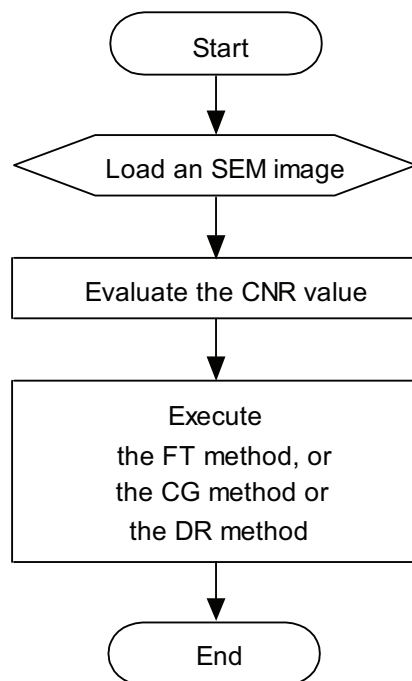 Start
Load an SEM image
Evaluate the CNR value
Execute
the FT method, or
the CG method or
the DR method
End